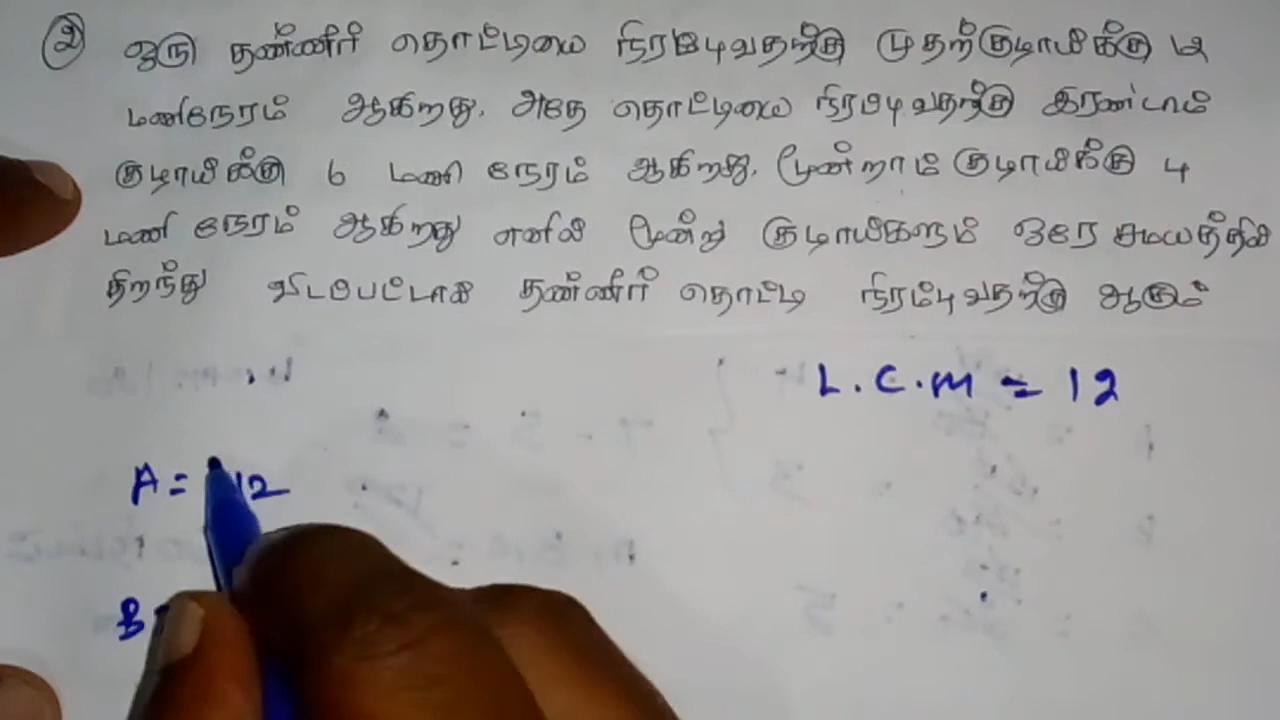 ② ஒரு தண்ணீர் தொட்டியை நிரப்புவதற்கு முதற்குடாயிக்கு 12
மணிநேரம் ஆகிறது. அதே தொட்டியை நிரப்புவதற்கு இரண்டாம்
குழாயிக்கு 6 மணி நேரம் ஆகிறது. மூன்றாம் குழாயிக்கு 4
மணி நேரம் ஆகிறது எனில் மூன்று குழாய்களும் ஒரே சமயத்தில்
திறந்து விடப்பட்டால் தண்ணீர் தொட்டி நிரம்புவதற்கு ஆகும்
L.C.M = 12
A = 12
B